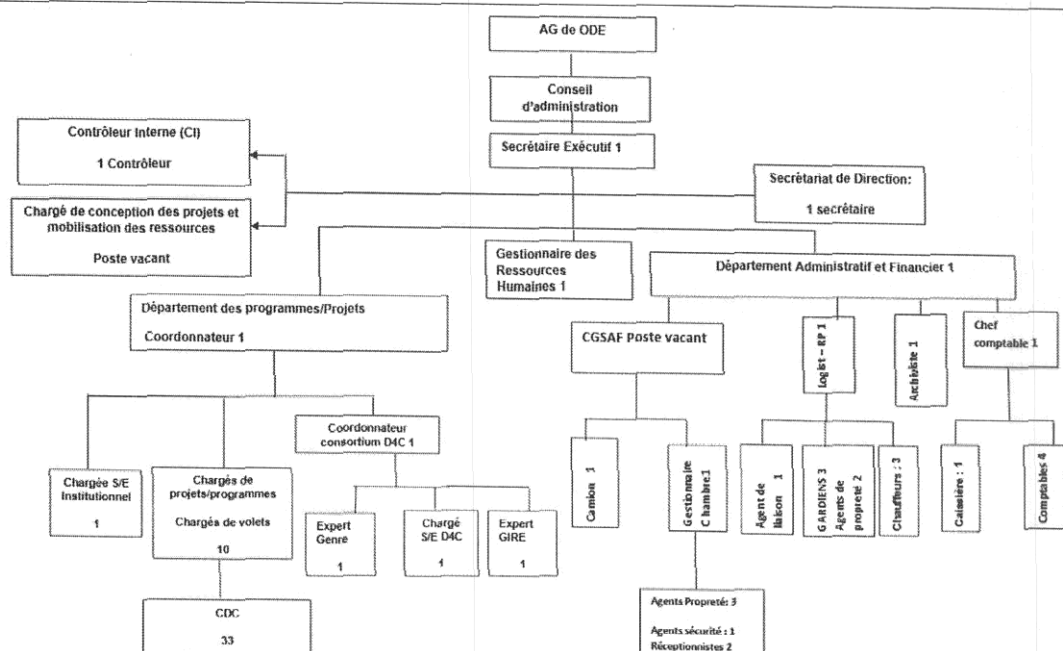 AG de ODE
Conseil
d'administration
Contrôleur Interne (CI)
1 Contrôleur
Secrétaire Exécutif 1
Secrétariat de Direction:
1 secrétaire
Chargé de conception des projets et
mobilisation des ressources
Poste vacant
Gestionnaire des
Ressources
Humaines 1
Département Administratif et Financier 1
Département des programmes/Projets
Coordonnateur 1
CGSAF Poste vacant
Logist – RP 1
Archiviste 1
Chef
comptable 1
Coordonnateur
consortium D4C 1
Chargée S/E
Institutionnel
1
Chargés de
projets/programmes
Chargés de volets
10
Expert
Genre
1
Chargé
S/E D4C
1
Expert
GIRE
1
Camion 1
Gestionnaire
Chambre:1
Agent de
liaison 1
GARDIENS 3
Agents de
propreté 2
Chauffeurs : 3
Caissière : 1
Comptables 4
CDC
33
Agents Propreté: 3
Agents sécurité : 1
Réceptionnistes 2